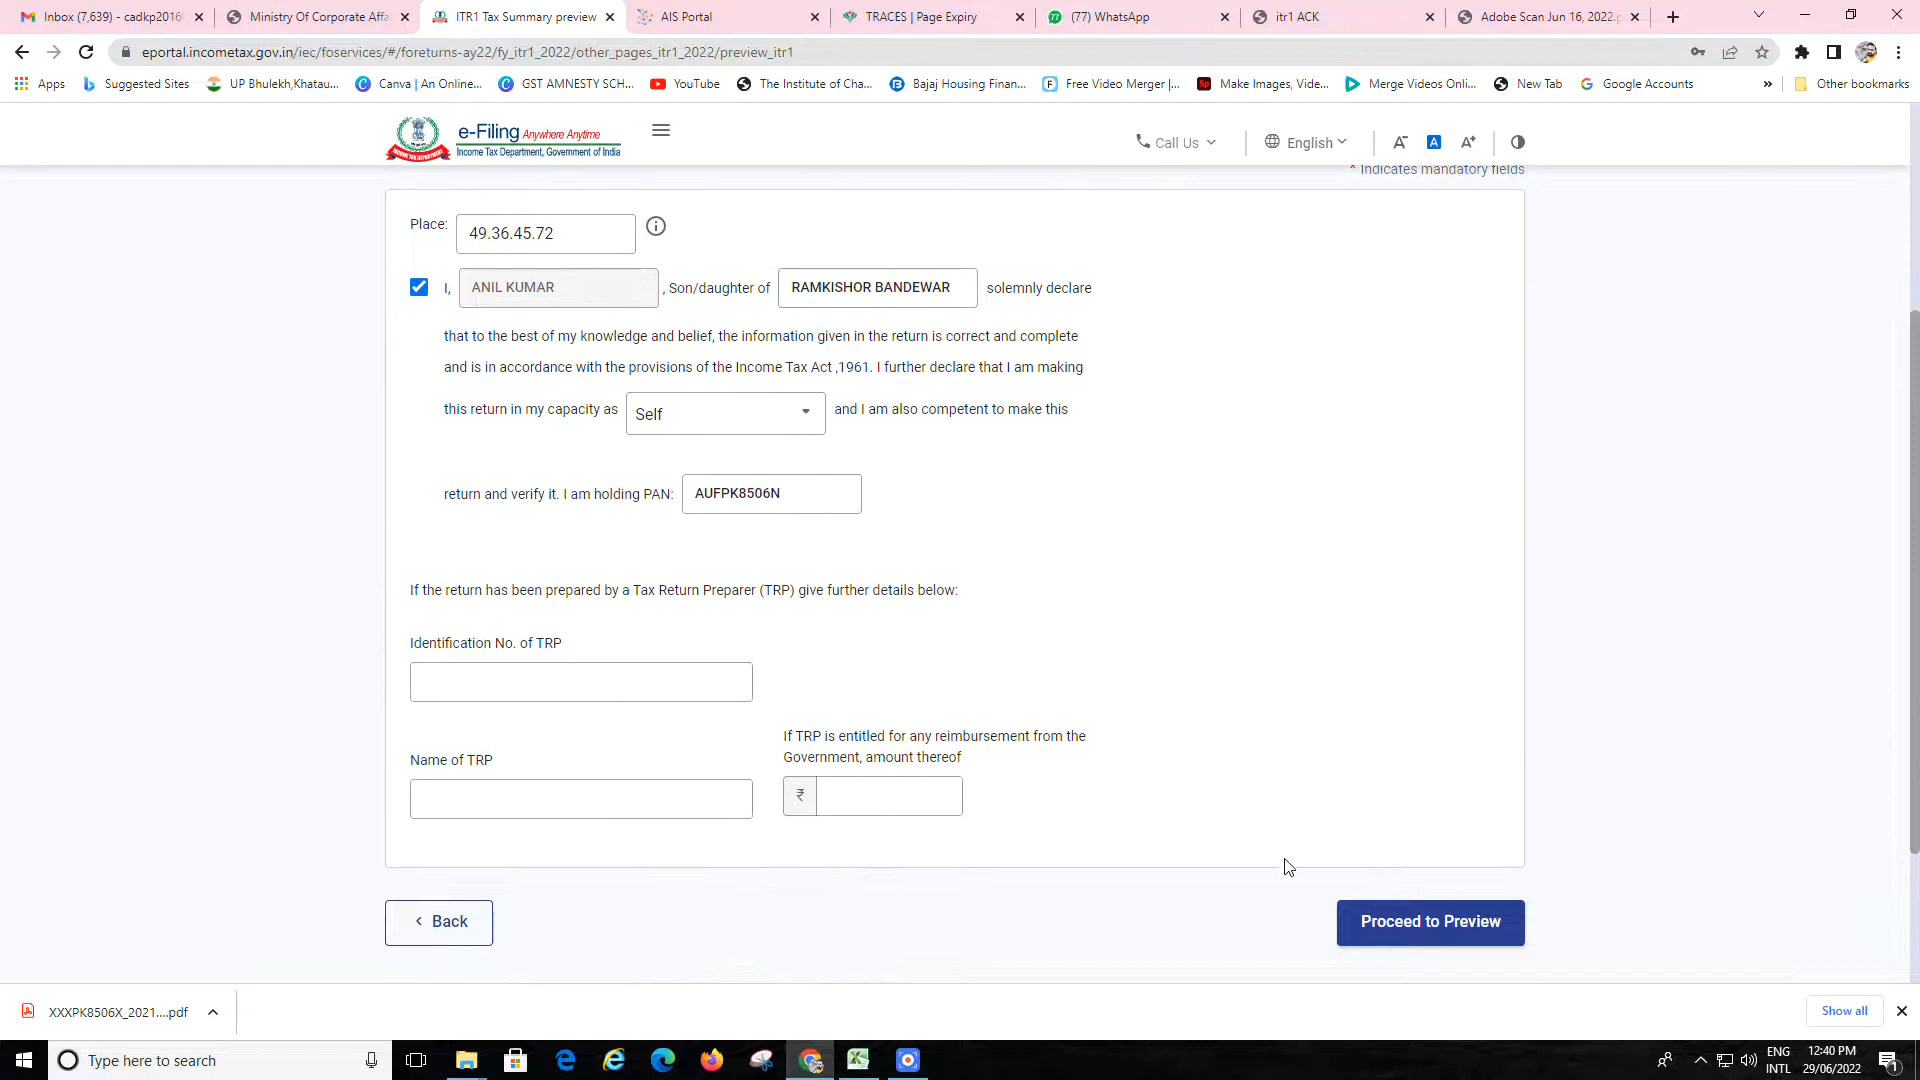 Inbox (7,639) - cadkp2016
Ministry Of Corporate Affa
ITR1 Tax Summary preview
AIS Portal
TRACES | Page Expiry
(77) WhatsApp
itr1 ACK
Adobe Scan Jun 16, 2022.
eportal.incometax.gov.in/iec/foservices/#/foreturns-ay22/fy_itr1_2022/other_pages_itr1_2022/preview_itr1
Apps
Suggested Sites
UP Bhulekh,Khatau...
Canva | An Online...
GST AMNESTY SCH...
YouTube
The Institute of Cha...
Bajaj Housing Finan...
Free Video Merger |...
Make Images, Vide...
Merge Videos Onli...
New Tab
Google Accounts
»
Other bookmarks
e-Filing Anywhere Anytime
Income Tax Department, Government of India
Call Us
English
A-
A
A+
* Indicates mandatory fields
Place: 49.36.45.72
I, ANIL KUMAR , Son/daughter of RAMKISHOR BANDEWAR solemnly declare
that to the best of my knowledge and belief, the information given in the return is correct and complete
and is in accordance with the provisions of the Income Tax Act ,1961. I further declare that I am making
this return in my capacity as Self and I am also competent to make this
return and verify it. I am holding PAN: AUFPK8506N
If the return has been prepared by a Tax Return Preparer (TRP) give further details below:
Identification No. of TRP
Name of TRP
If TRP is entitled for any reimbursement from the
Government, amount thereof
₹
< Back
Proceed to Preview
XXXPK8506X_2021....pdf
Show all
Type here to search
ENG
INTL
12:40 PM
29/06/2022
1